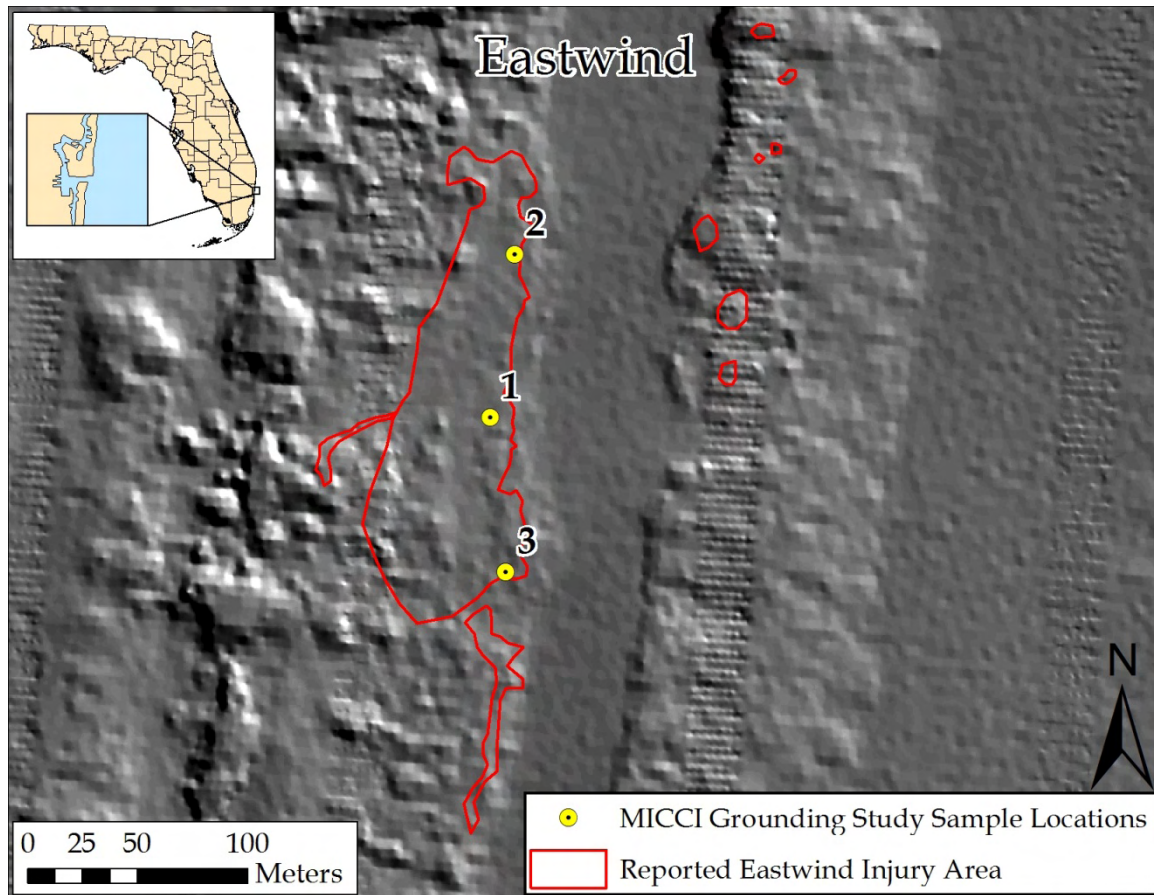 Eastwind
2
1
3
N
0 25 50 100
Meters
MICCI Grounding Study Sample Locations
Reported Eastwind Injury Area